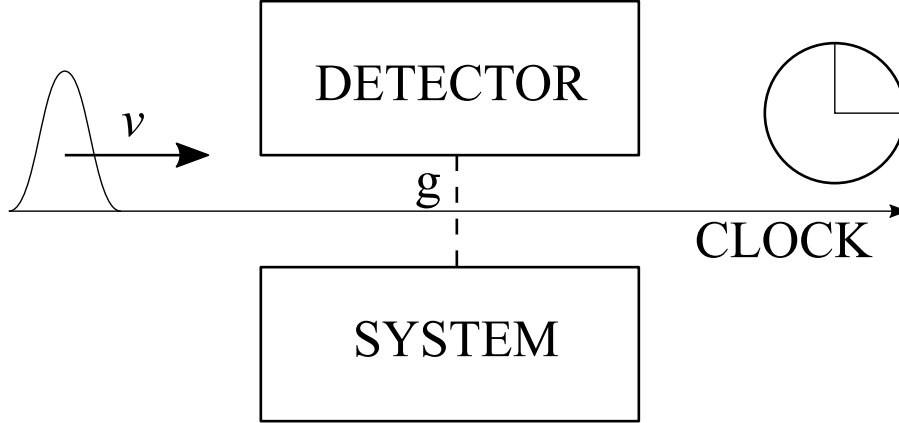 DETECTOR
v
g
CLOCK
SYSTEM